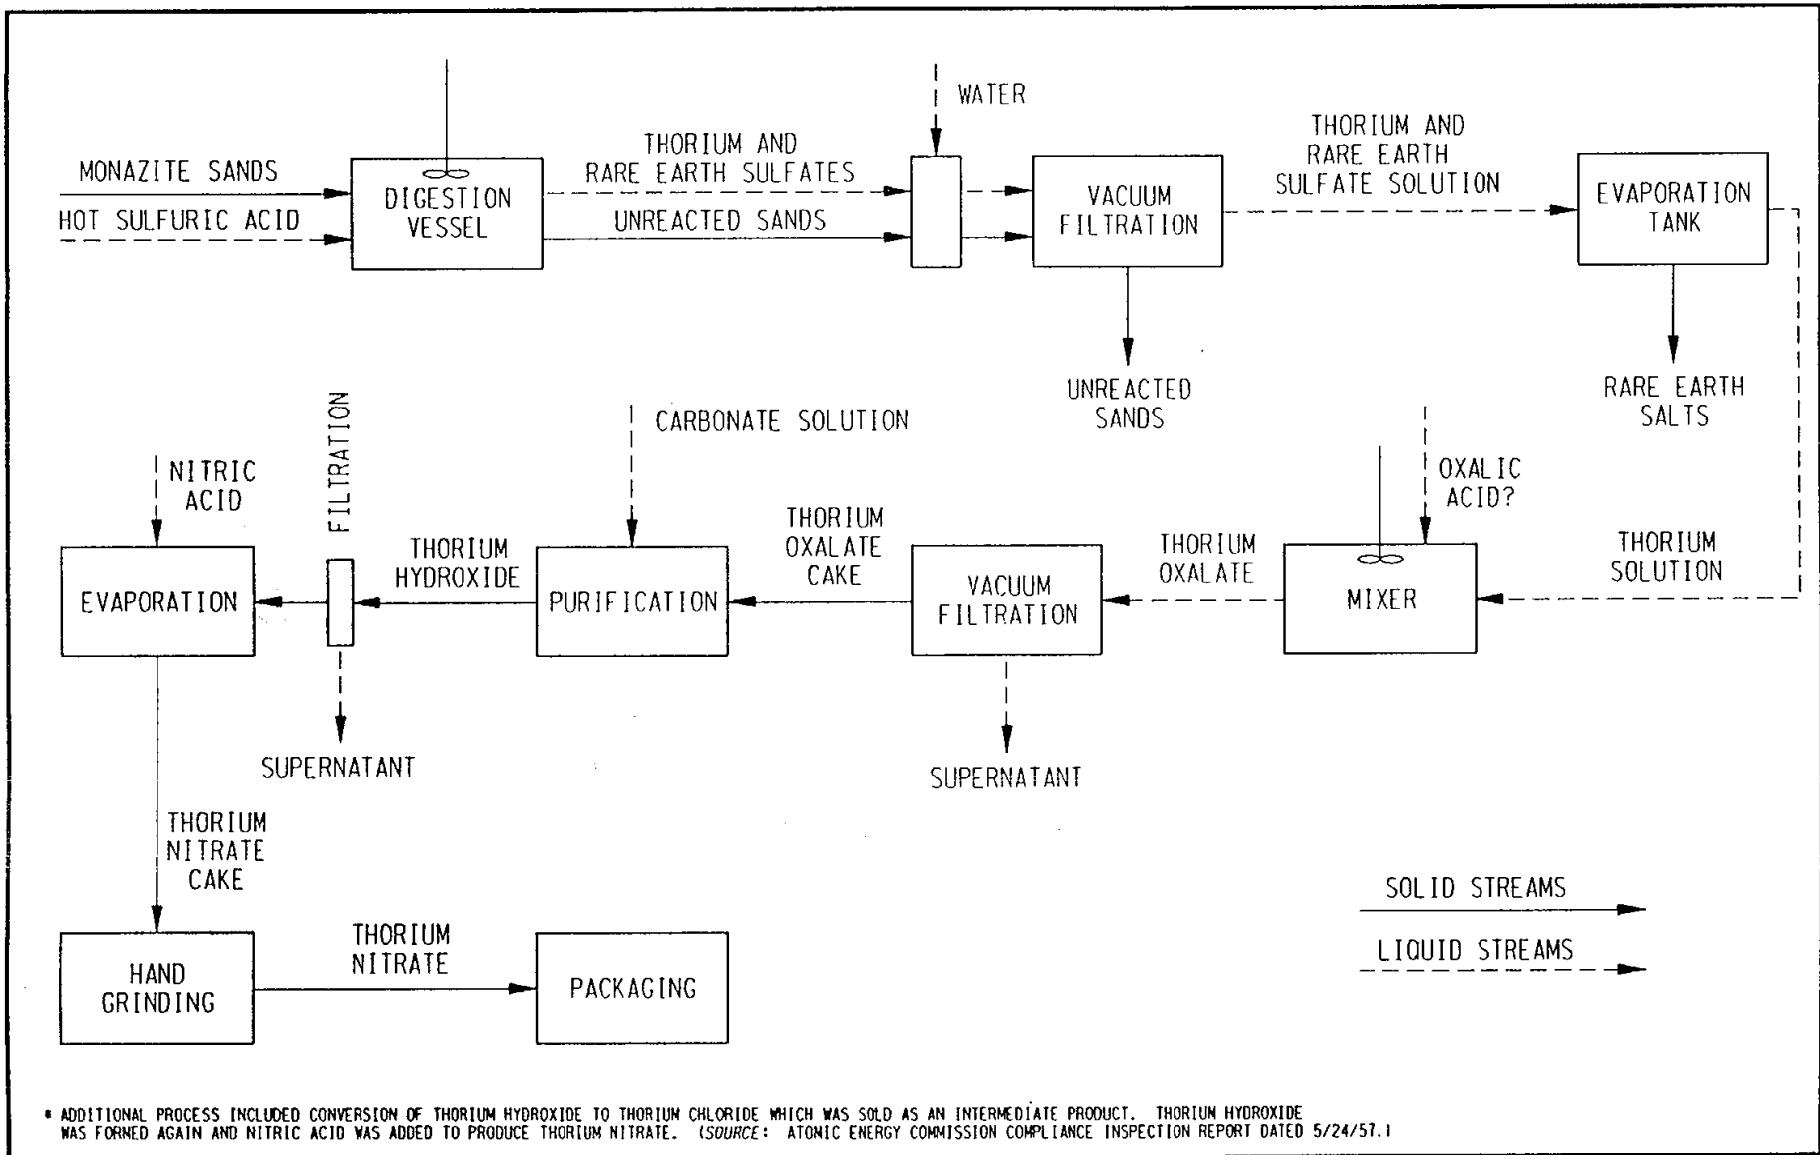 WATER
THORIUM AND
RARE EARTH SULFATES
THORIUM AND
RARE EARTH
SULFATE SOLUTION
MONAZITE SANDS
HOT SULFURIC ACID
DIGESTION
VESSEL
UNREACTED SANDS
VACUUM
FILTRATION
EVAPORATION
TANK
UNREACTED
SANDS
RARE EARTH
SALTS
NITRIC
ACID
FILTRATION
CARBONATE SOLUTION
OXALIC
ACID?
THORIUM
SOLUTION
MIXER
THORIUM
OXALATE
VACUUM
FILTRATION
THORIUM
OXALATE
CAKE
PURIFICATION
THORIUM
HYDROXIDE
EVAPORATION
SUPERNATANT
SUPERNATANT
THORIUM
NITRATE
CAKE
HAND
GRINDING
THORIUM
NITRATE
PACKAGING
SOLID STREAMS
LIQUID STREAMS
* ADDITIONAL PROCESS INCLUDED CONVERSION OF THORIUM HYDROXIDE TO THORIUM CHLORIDE WHICH WAS SOLD AS AN INTERMEDIATE PRODUCT. THORIUM HYDROXIDE
WAS FORMED AGAIN AND NITRIC ACID WAS ADDED TO PRODUCE THORIUM NITRATE. (SOURCE: ATOMIC ENERGY COMMISSION COMPLIANCE INSPECTION REPORT DATED 5/24/57.)